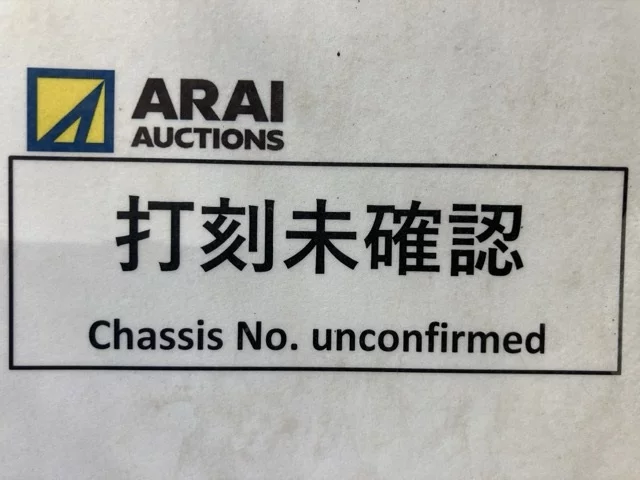 ARAI
AUCTIONS
打刻未確認
Chassis No. unconfirmed